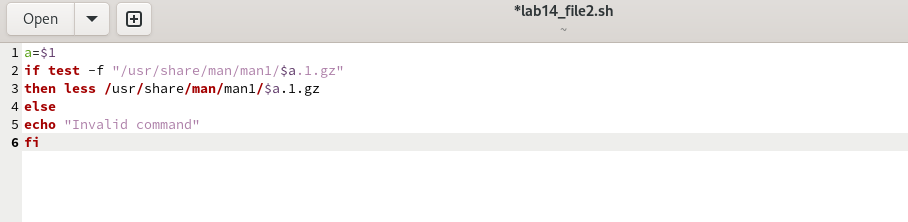 Open
*lab14_file2.sh
~
1 a=$1
2 if test -f "/usr/share/man/man1/$a.1.gz"
3 then less /usr/share/man/man1/$a.1.gz
4 else
5 echo "Invalid command"
6 fi